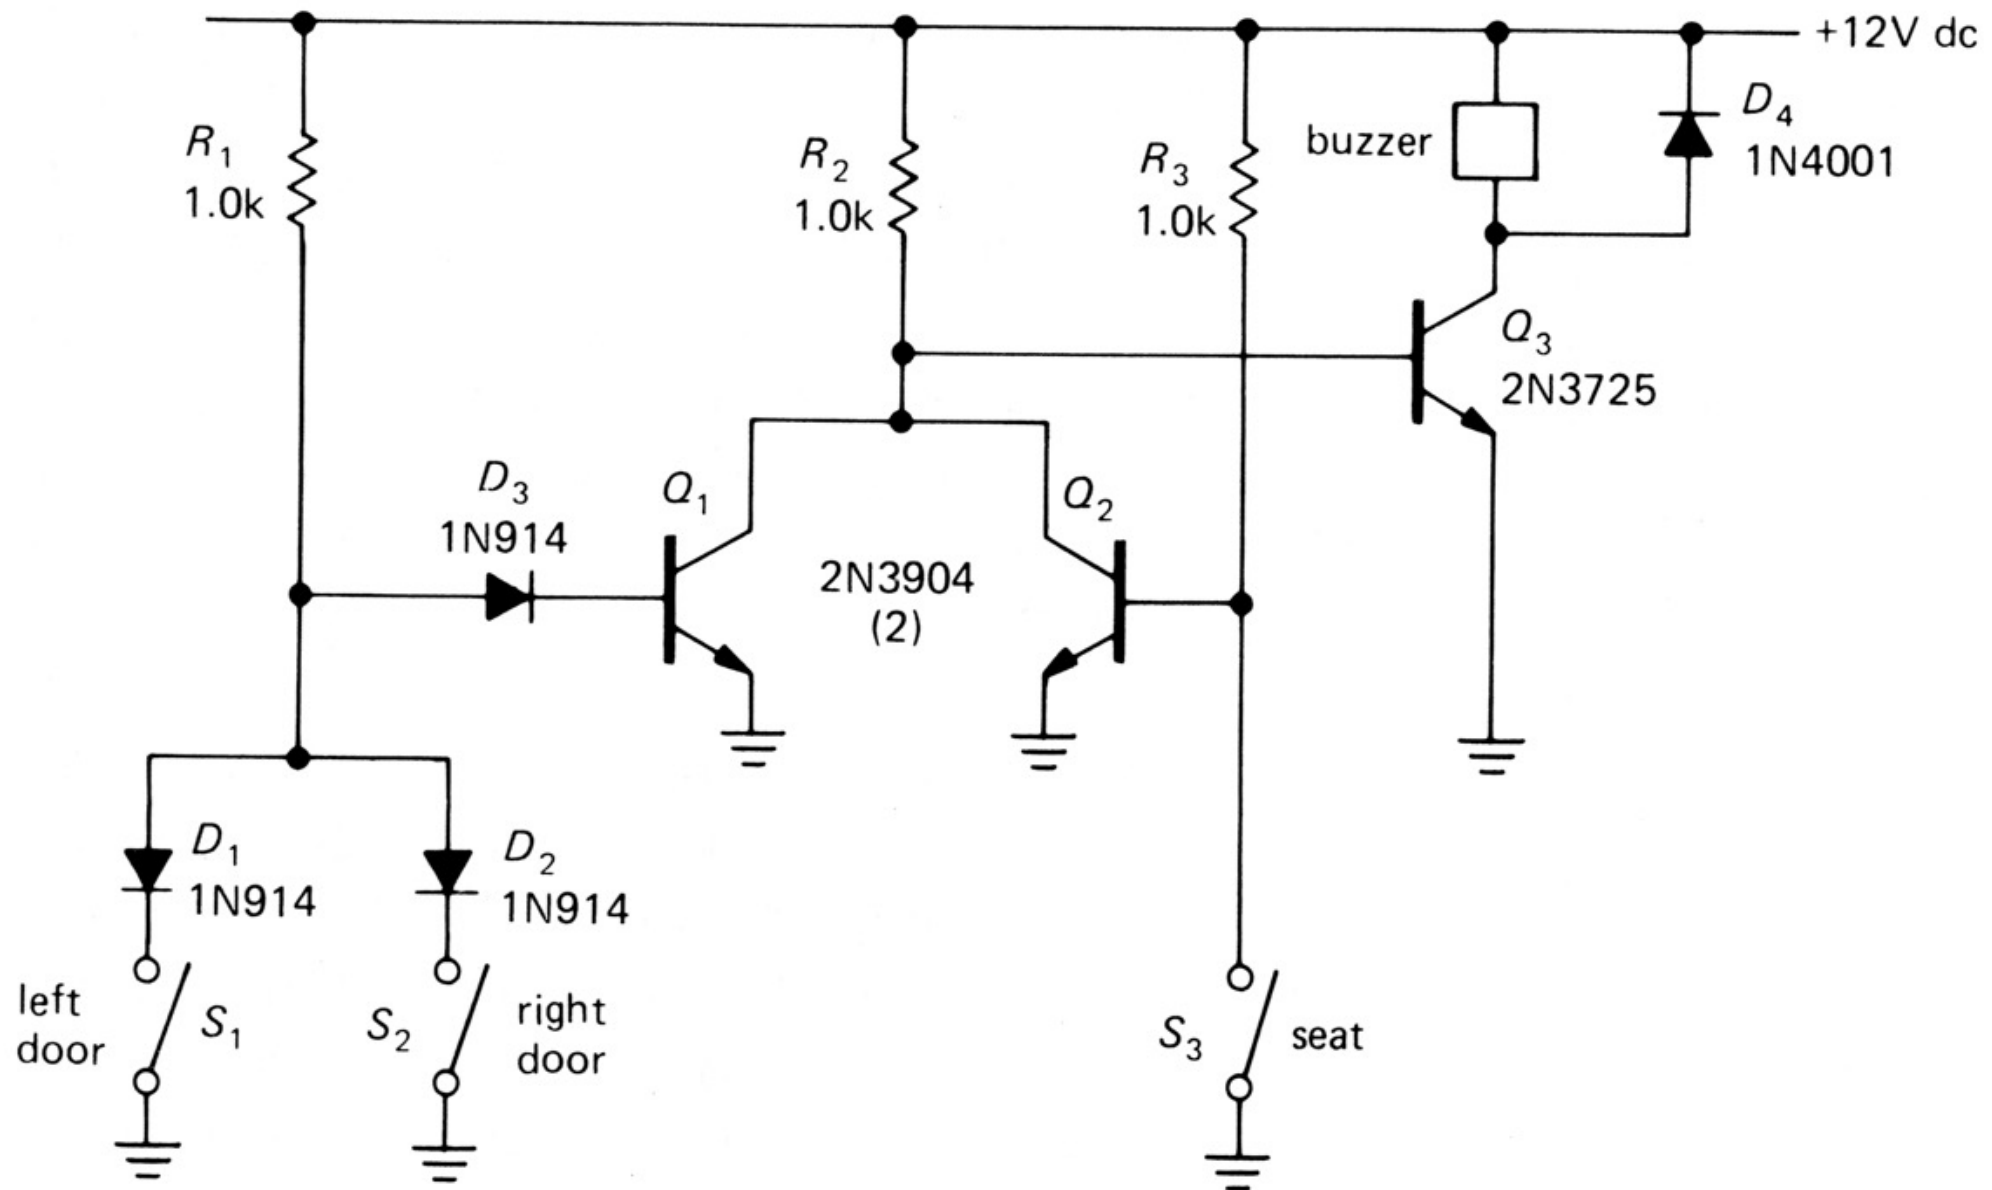 +12V dc
R1
1.0k
R2
1.0k
R3
1.0k
buzzer
D4
1N4001
Q3
2N3725
D3
1N914
Q1
Q2
2N3904
(2)
D1
1N914
D2
1N914
left
door
S1
S2
right
door
S3
seat